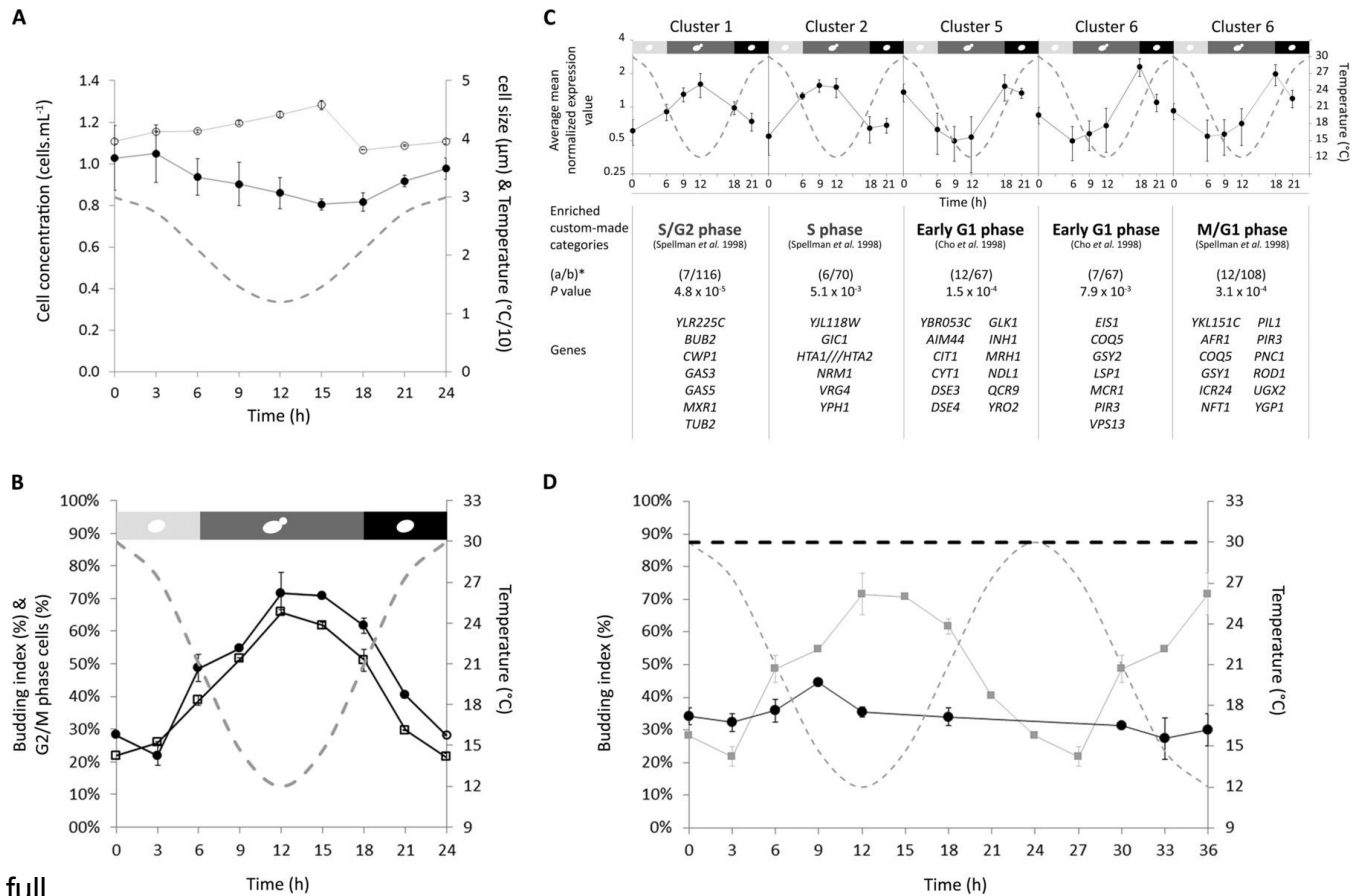 A
Cell concentration (cells.mL-1)
1.4
1.2
1.0
0.8
0.6
0.4
0.2
0.0
5
4
3
2
1
0
cell size (µm) & Temperature (°C/10)
0 3 6 9 12 15 18 21 24
Time (h)
C
Cluster 1 Cluster 2 Cluster 5 Cluster 6 Cluster 6
Average mean
normalized expression
value
4
2
1
0.5
0.25
30
27
24
21
18
15
12
Temperature (°C)
0 6 9 12 18 21 0 6 9 12 18 21 0 6 9 12 18 21 0 6 9 12 18 21 0 6 9 12 18 21
Time (h)
Enriched
custom-made
categories
S/G2 phase S phase Early G1 phase Early G1 phase M/G1 phase
(Spellman et al. 1998) (Spellman et al. 1998) (Cho et al. 1998) (Cho et al. 1998) (Spellman et al. 1998)
(a/b)* (7/116) (6/70) (12/67) (7/67) (12/108)
P value 4.8 x 10-5 5.1 x 10-3 1.5 x 10-4 7.9 x 10-3 3.1 x 10-4
Genes
YLR225C YJL118W YBR053C GLK1 EIS1 YKL151C PIL1
BUB2 GIC1 AIM44 INH1 COQ5 AFR1 PIR3
CWP1 HTA1///HTA2 CIT1 MRH1 GSY2 COQ5 PNC1
GAS3 NRM1 CYT1 NDL1 LSP1 GSY1 ROD1
GAS5 VRG4 DSE3 QCR9 MCR1 ICR24 UGX2
MXR1 YPH1 DSE4 YRO2 PIR3 NFT1 YGP1
TUB2 VPS13
B
Budding index (%) &
G2/M phase cells (%)
100%
90%
80%
70%
60%
50%
40%
30%
20%
10%
00%
33
30
27
24
21
18
15
12
9
Temperature (°C)
0 3 6 9 12 15 18 21 24
Time (h)
D
Budding index (%)
100%
90%
80%
70%
60%
50%
40%
30%
20%
10%
0%
33
30
27
24
21
18
15
12
9
Temperature (°C)
0 3 6 9 12 15 18 21 24 27 30 33 36
Time (h)
full